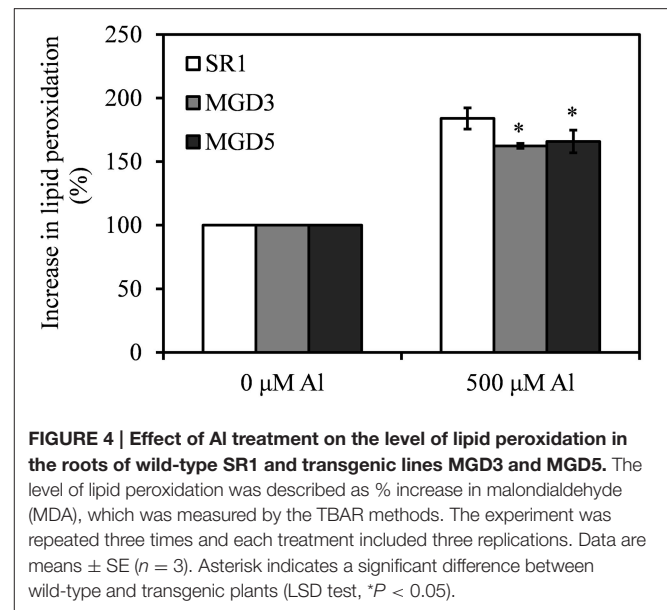 250
200
150
100
50
0
Increase in lipid peroxidation
(%)
SR1
MGD3
MGD5
*
*
0 μM Al
500 μM Al
FIGURE 4 | Effect of Al treatment on the level of lipid peroxidation in
the roots of wild-type SR1 and transgenic lines MGD3 and MGD5. The
level of lipid peroxidation was described as % increase in malondialdehyde
(MDA), which was measured by the TBAR methods. The experiment was
repeated three times and each treatment included three replications. Data are
means ± SE (n = 3). Asterisk indicates a significant difference between
wild-type and transgenic plants (LSD test, *P < 0.05).